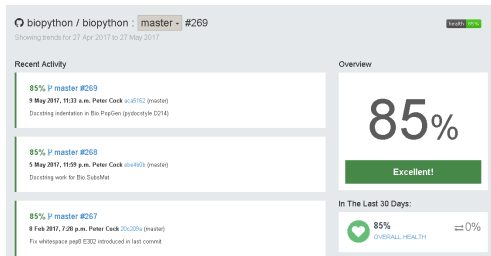 biopython / biopython : master #269
health 85%
Showing trends for 27 Apr 2017 to 27 May 2017
Recent Activity
85% master #269
9 May 2017, 11:33 a.m. Peter Cock aca5162 (master)
Docstring indentation in Bio.PopGen (pydocstyle D214)
85% master #268
5 May 2017, 11:59 p.m. Peter Cock (master)
Docstring work for Bio.SubsMat
85% master #267
8 Feb 2017, 7:28 p.m. Peter Cock 20c209a (master)
Fix whitespace pep8 E302 introduced in last commit
Overview
85%
Excellent!
In The Last 30 Days:
85%
OVERALL HEALTH
0%